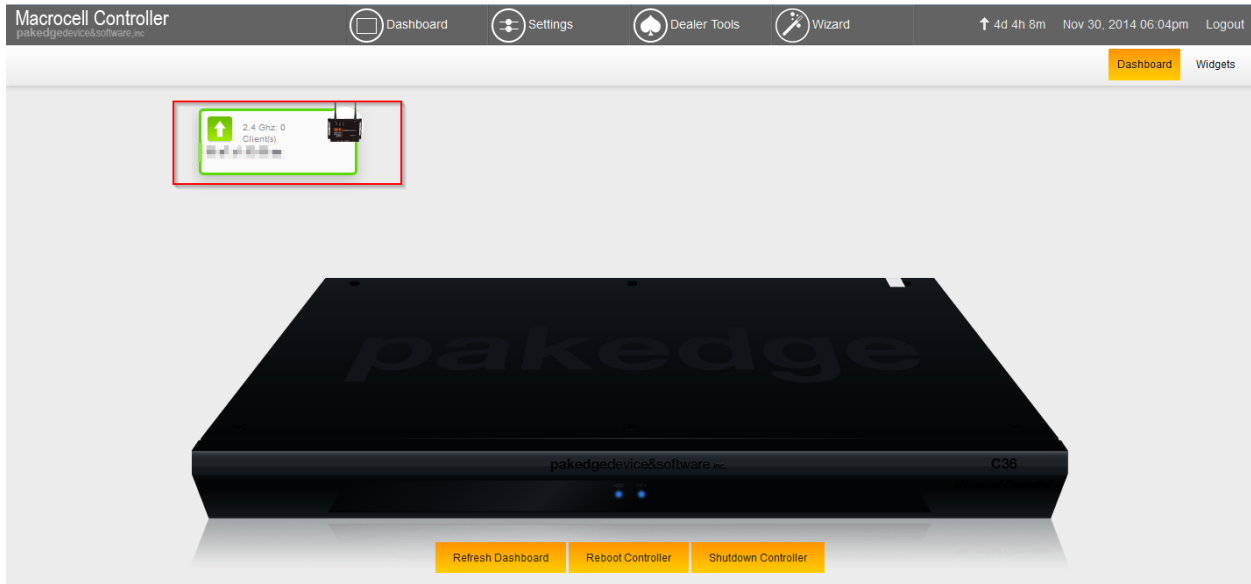 Macrocell Controller
pakedgedevice&software,inc
Dashboard
Settings
Dealer Tools
Wizard
4d 4h 8m
Nov 30, 2014 06:04pm
Logout
Dashboard
Widgets
2.4 Ghz: 0
Client(s)
pakedge
pakedgedevice&software inc.
C36
Refresh Dashboard
Reboot Controller
Shutdown Controller